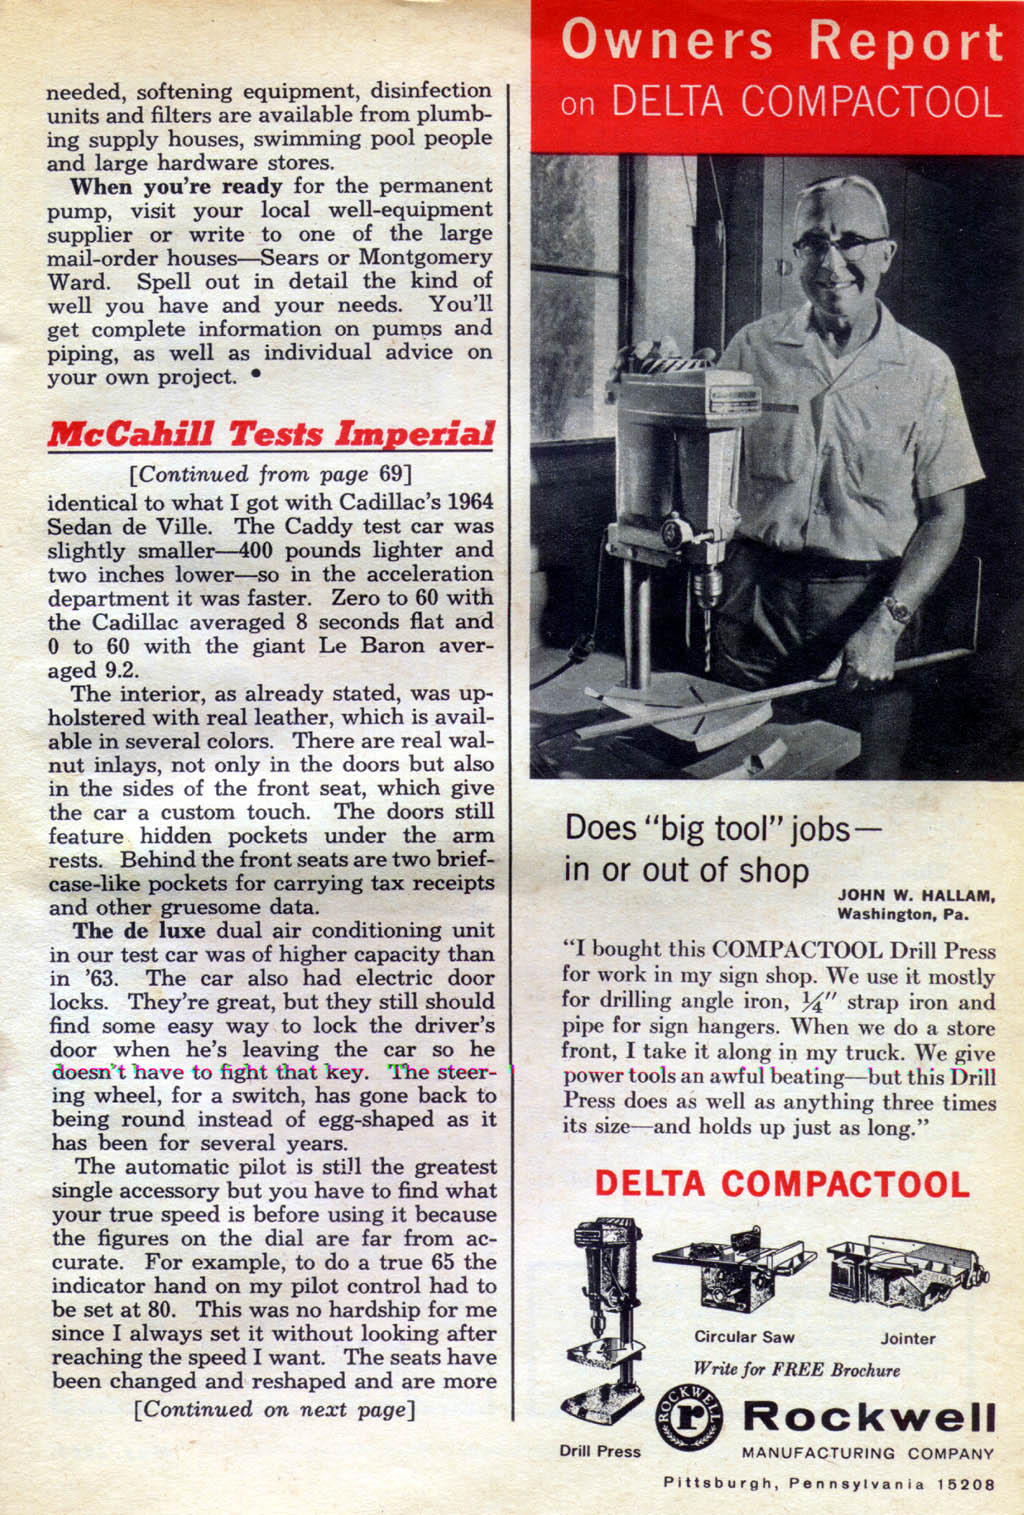 needed, softening equipment, disinfection
units and filters are available from plumb-
ing supply houses, swimming pool people
and large hardware stores.
When you're ready for the permanent
pump, visit your local well-equipment
supplier or write to one of the large
mail-order houses—Sears or Montgomery
Ward. Spell out in detail the kind of
well you have and your needs. You'll
get complete information on pumps and
piping, as well as individual advice on
your own project. •
McCahill Tests Imperial
[Continued from page 69]
identical to what I got with Cadillac's 1964
Sedan de Ville. The Caddy test car was
slightly smaller—400 pounds lighter and
two inches lower—so in the acceleration
department it was faster. Zero to 60 with
the Cadillac averaged 8 seconds flat and
0 to 60 with the giant Le Baron aver-
aged 9.2.
The interior, as already stated, was up-
holstered with real leather, which is avail-
able in several colors. There are real wal-
nut inlays, not only in the doors but also
in the sides of the front seat, which give
the car a custom touch. The doors still
feature hidden pockets under the arm
rests. Behind the front seats are two brief-
case-like pockets for carrying tax receipts
and other gruesome data.
The de luxe dual air conditioning unit
in our test car was of higher capacity than
in '63. The car also had electric door
locks. They're great, but they still should
find some easy way to lock the driver's
door when he's leaving the car so he
doesn't have to fight that key. The steer-
ing wheel, for a switch, has gone back to
being round instead of egg-shaped as it
has been for several years.
The automatic pilot is still the greatest
single accessory but you have to find what
your true speed is before using it because
the figures on the dial are far from ac-
curate. For example, to do a true 65 the
indicator hand on my pilot control had to
be set at 80. This was no hardship for me
since I always set it without looking after
reaching the speed I want. The seats have
been changed and reshaped and are more
[Continued on next page]
Owners Report
on DELTA COMPACTOOL
Does "big tool" jobs—
in or out of shop
JOHN W. HALLAM,
Washington, Pa.
"I bought this COMPACTOOL Drill Press
for work in my sign shop. We use it mostly
for drilling angle iron, ¼" strap iron and
pipe for sign hangers. When we do a store
front, I take it along in my truck. We give
power tools an awful beating—but this Drill
Press does as well as anything three times
its size—and holds up just as long."
DELTA COMPACTOOL
Circular Saw
Jointer
Write for FREE Brochure
Drill Press
ROCKWELL
r
Rockwell
MANUFACTURING COMPANY
Pittsburgh, Pennsylvania 15208